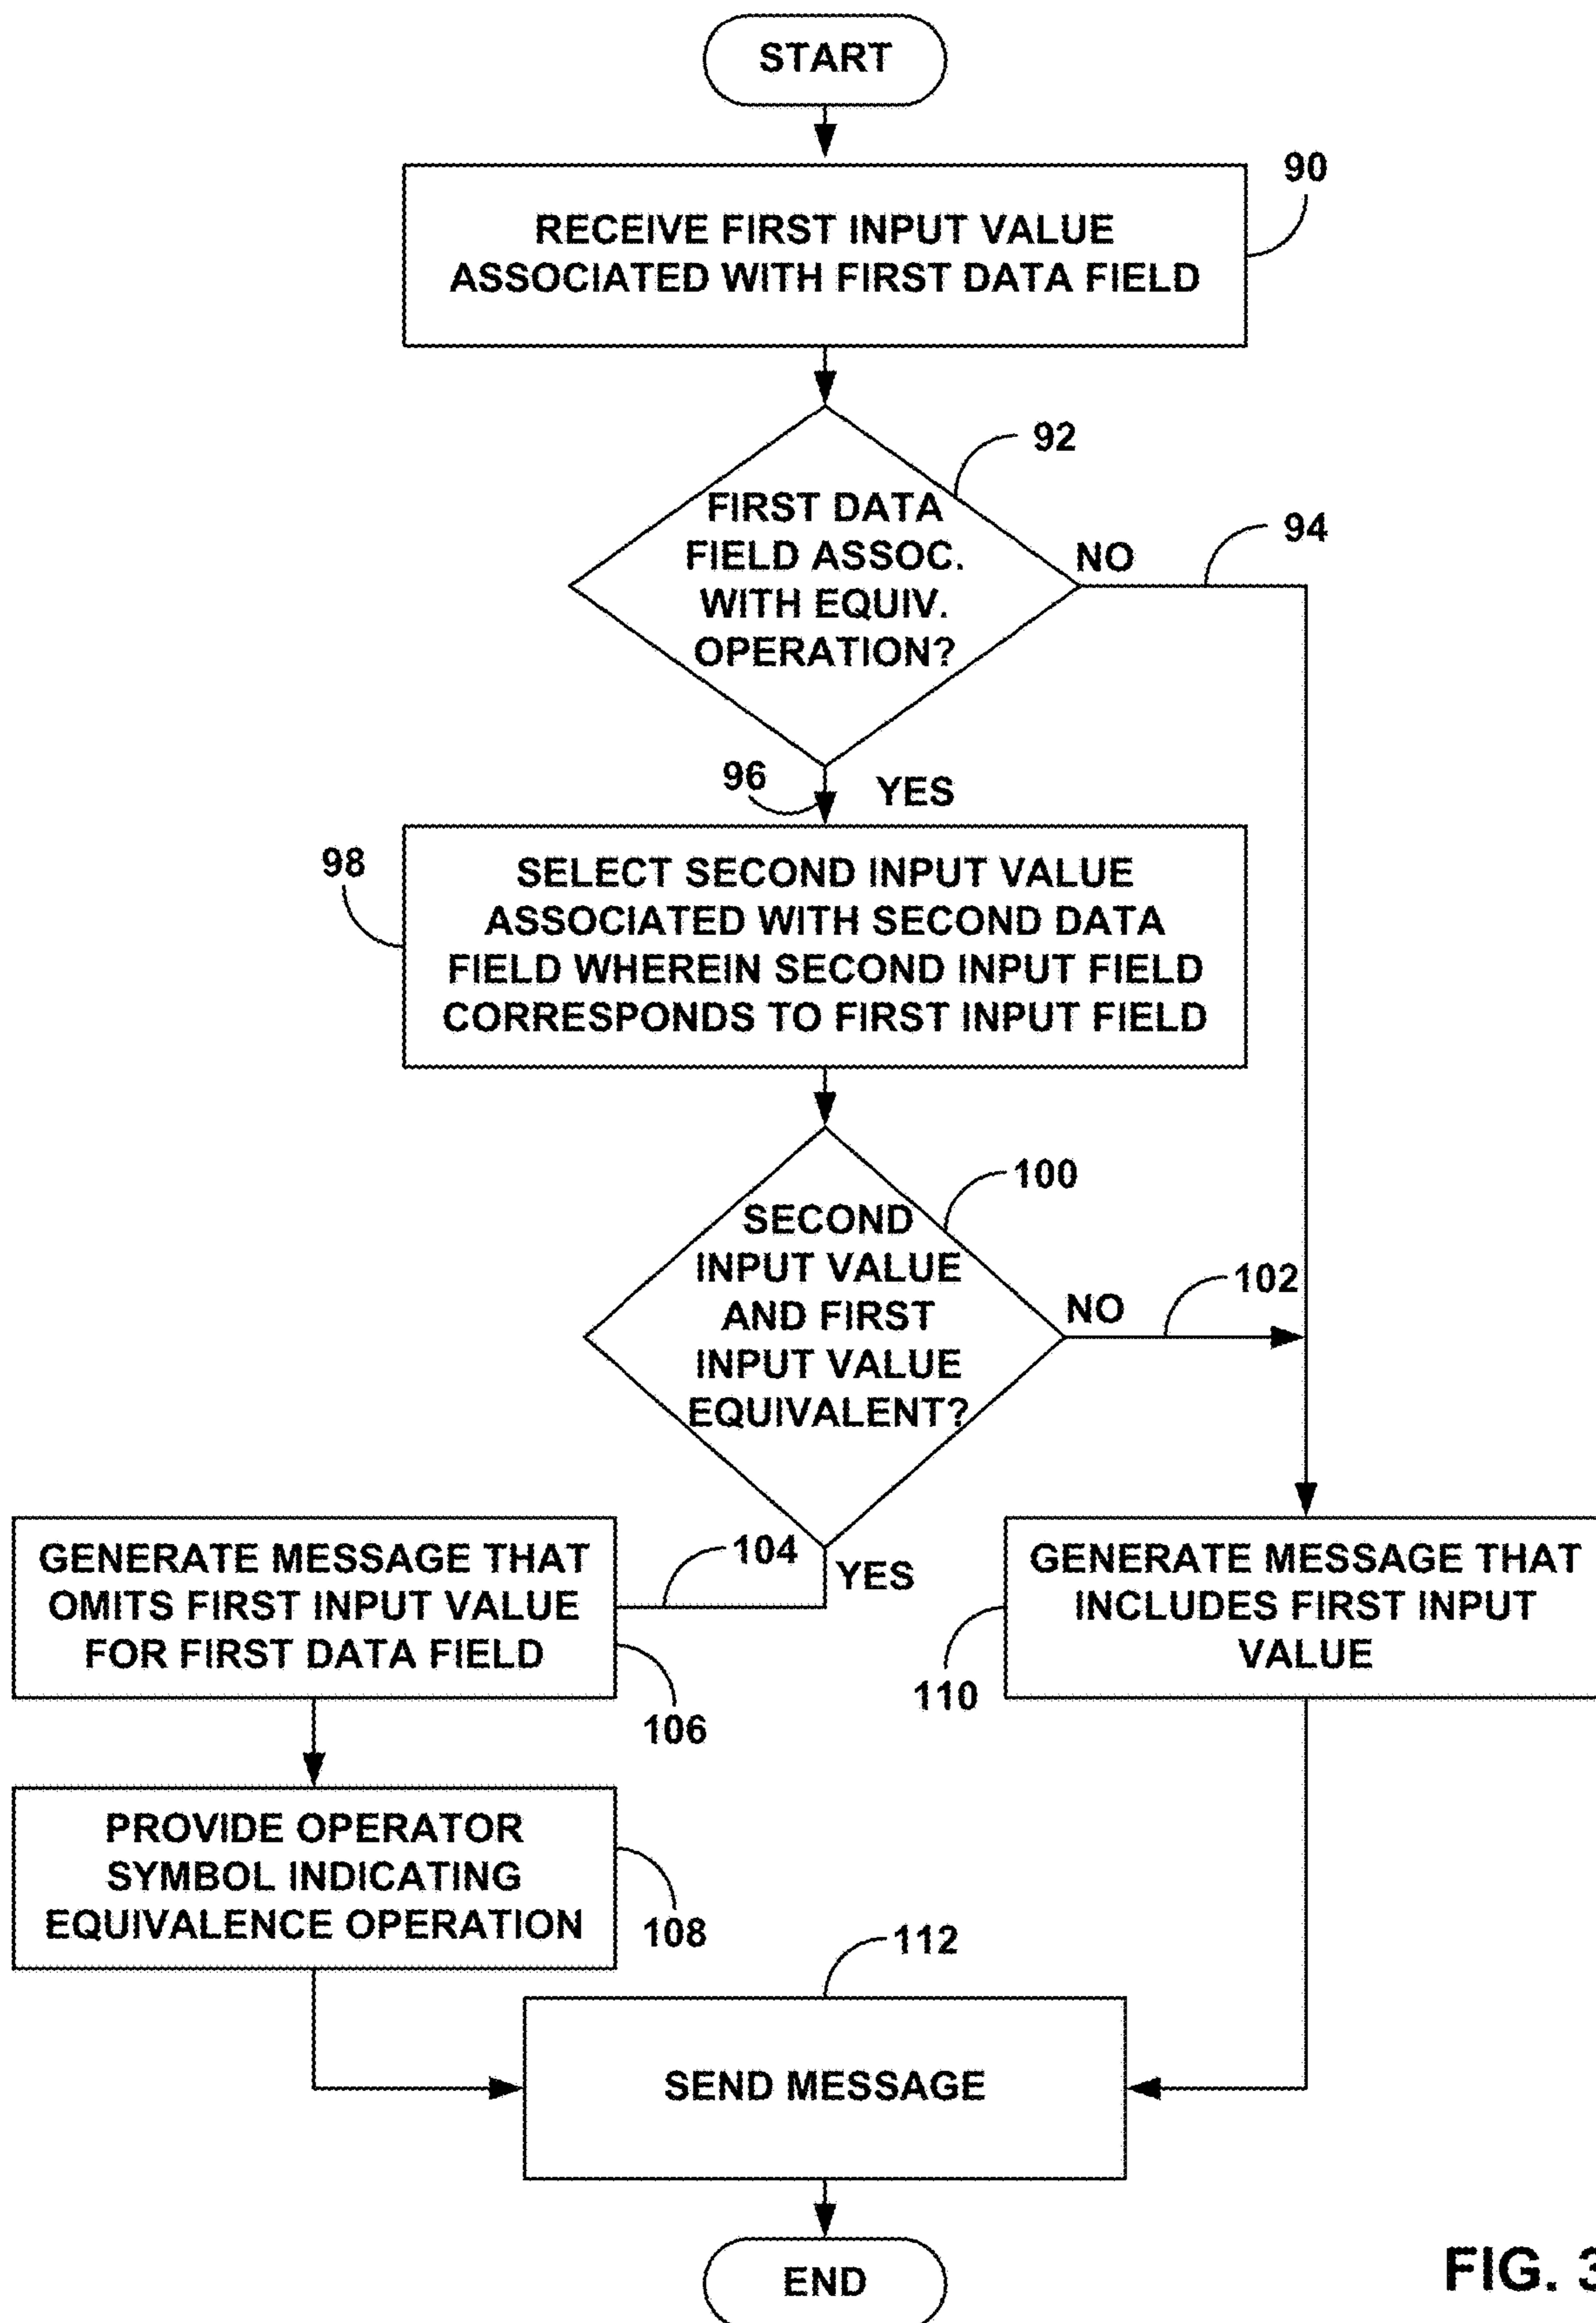 START
90
RECEIVE FIRST INPUT VALUE
ASSOCIATED WITH FIRST DATA FIELD
92
FIRST DATA
FIELD ASSOC.
WITH EQUIV.
OPERATION?
NO
94
96
YES
98
SELECT SECOND INPUT VALUE
ASSOCIATED WITH SECOND DATA
FIELD WHEREIN SECOND INPUT FIELD
CORRESPONDS TO FIRST INPUT FIELD
100
SECOND
INPUT VALUE
AND FIRST
INPUT VALUE
EQUIVALENT?
NO
102
104
YES
GENERATE MESSAGE THAT
OMITS FIRST INPUT VALUE
FOR FIRST DATA FIELD
106
GENERATE MESSAGE THAT
INCLUDES FIRST INPUT
VALUE
110
PROVIDE OPERATOR
SYMBOL INDICATING
EQUIVALENCE OPERATION
108
112
SEND MESSAGE
END
FIG. 3